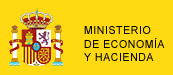 MINISTERIO
DE ECONOMÍA
Y HACIENDA